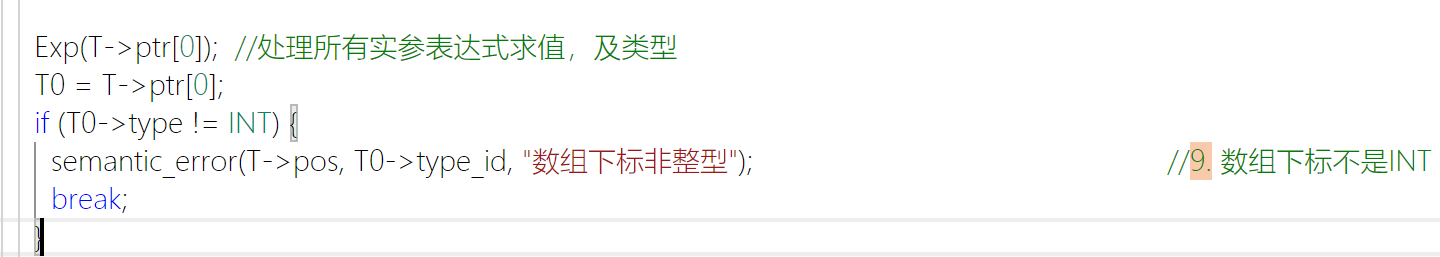 Exp(T->ptr[0]);  //处理所有实参表达式求值，及类型
T0 = T->ptr[0];
if (T0->type != INT) {
semantic_error(T->pos, T0->type_id, "数组下标非整型"); //9. 数组下标不是INT
break;
}